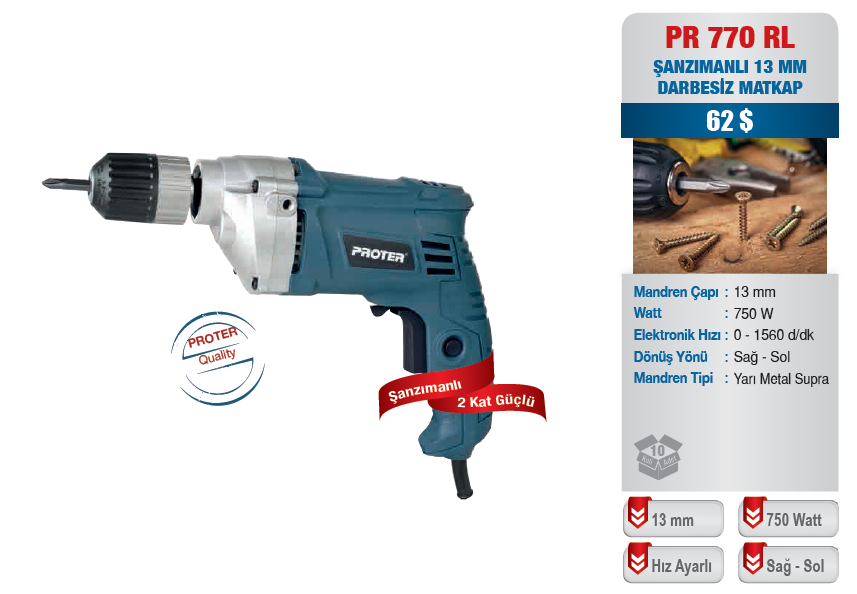 PR 770 RL
ŞANZIMANLI 13 MM
DARBESİZ MATKAP
62 $
PROTER
PROTER
Quality
Şanzımanlı
2 Kat Güçlü
Mandren Çapı : 13 mm
Watt : 750 W
Elektronik Hızı : 0 - 1560 d/dk
Dönüş Yönü : Sağ - Sol
Mandren Tipi : Yarı Metal Supra
10
Koli Adet
13 mm
750 Watt
Hız Ayarlı
Sağ - Sol